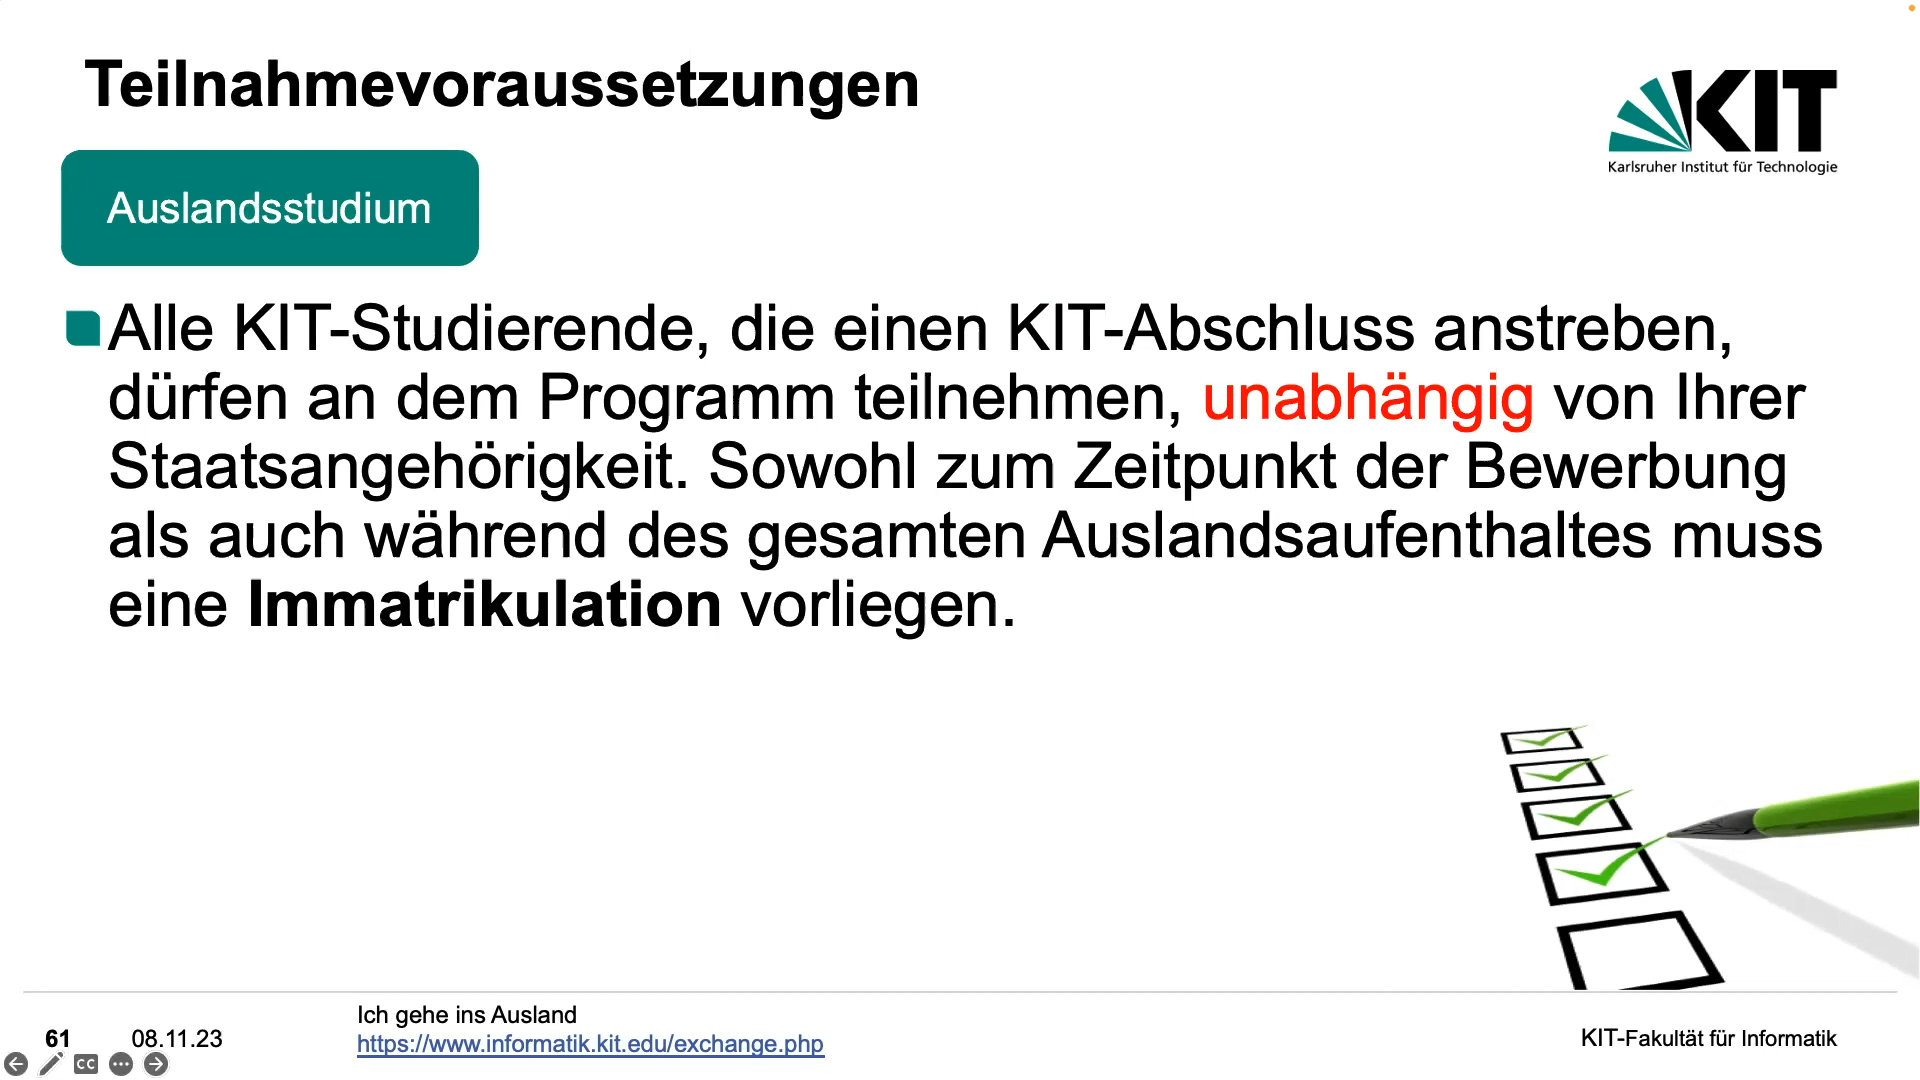 Teilnahmevoraussetzungen
KIT
Karlsruher Institut für Technologie
Auslandsstudium
Alle KIT-Studierende, die einen KIT-Abschluss anstreben,
dürfen an dem Programm teilnehmen, unabhängig von Ihrer
Staatsangehörigkeit. Sowohl zum Zeitpunkt der Bewerbung
als auch während des gesamten Auslandsaufenthaltes muss
eine Immatrikulation vorliegen.
61
08.11.23
Ich gehe ins Ausland
https://www.informatik.kit.edu/exchange.php
KIT-Fakultät für Informatik
CC